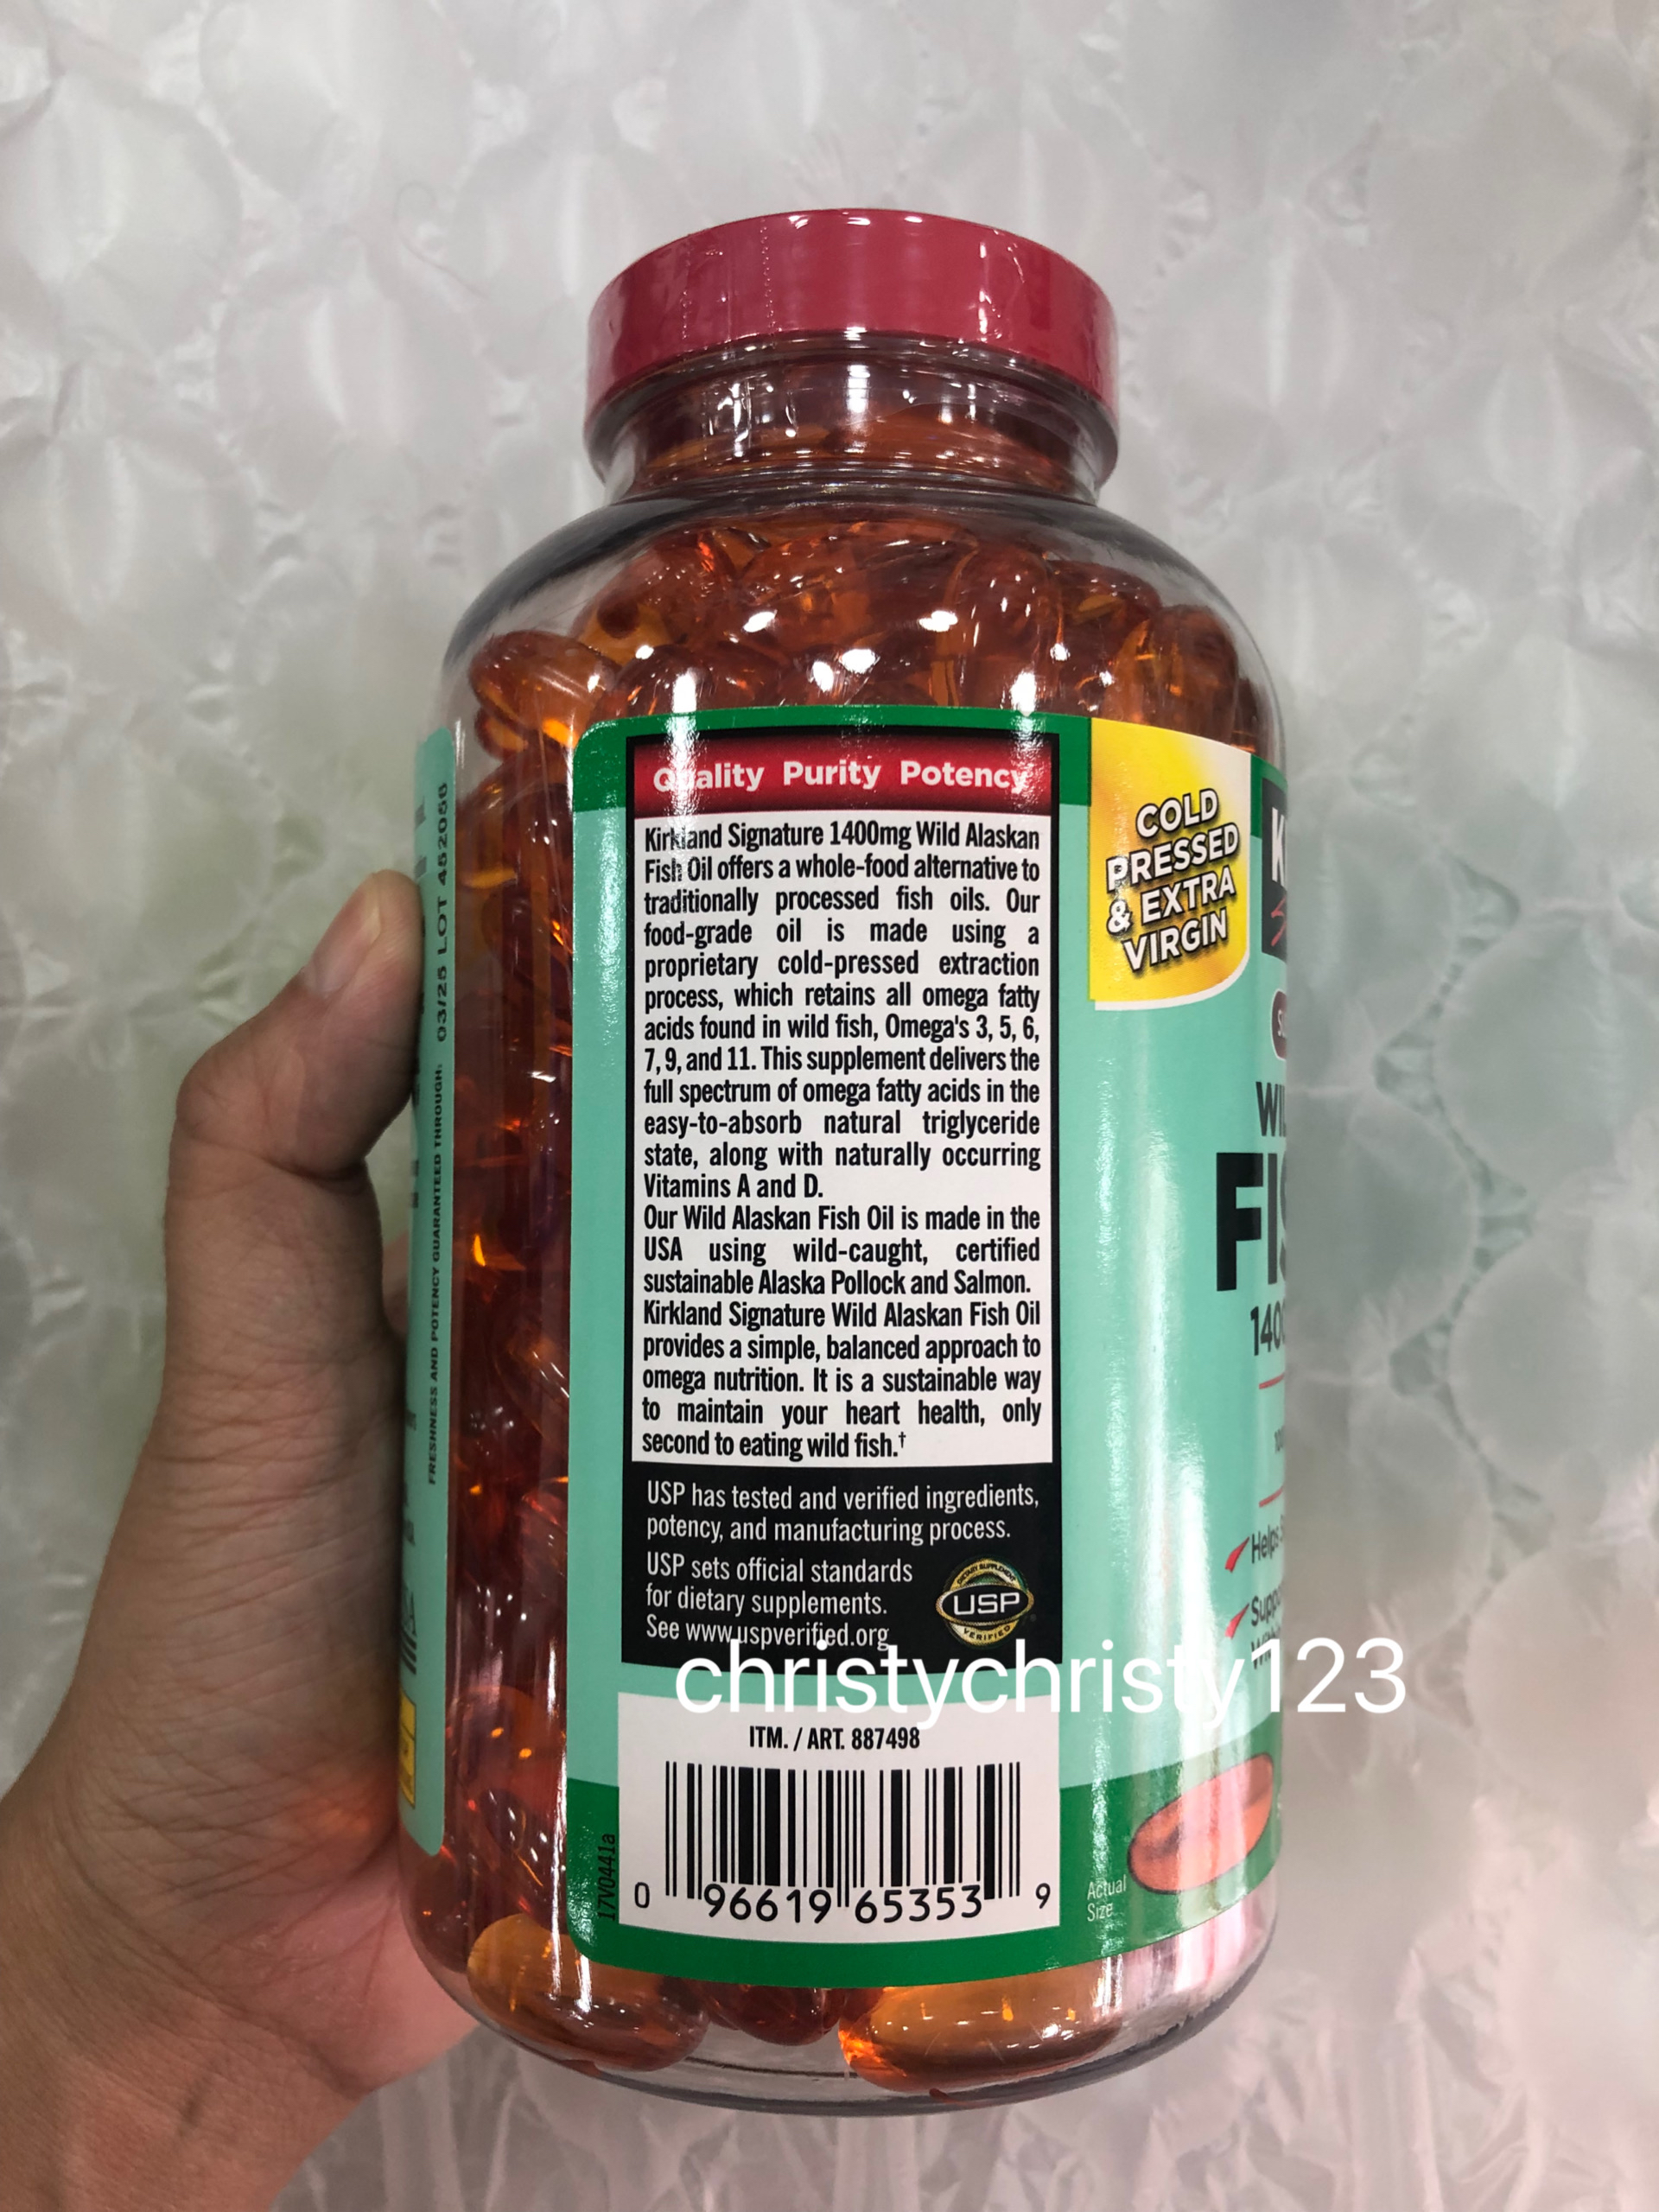 Quality Purity Potency
Kirkland Signature 1400mg Wild Alaskan
Fish Oil offers a whole-food alternative to
traditionally processed fish oils. Our
food-grade oil is made using a
proprietary cold-pressed extraction
process, which retains all omega fatty
acids found in wild fish, Omega's 3, 5, 6,
7, 9, and 11. This supplement delivers the
full spectrum of omega fatty acids in the
easy-to-absorb natural triglyceride
state, along with naturally occurring
Vitamins A and D.
Our Wild Alaskan Fish Oil is made in the
USA using wild-caught, certified
sustainable Alaska Pollock and Salmon.
Kirkland Signature Wild Alaskan Fish Oil
provides a simple, balanced approach to
omega nutrition. It is a sustainable way
to maintain your heart health, only
second to eating wild fish.†
USP has tested and verified ingredients,
potency, and manufacturing process.
USP sets official standards
for dietary supplements.
See www.uspverified.org
DIETARY SUPPLEMENT
USP
VERIFIED
christychristy123
ITM. / ART. 887498
0 96619 65353 9
17V0441a
FRESHNESS AND POTENCY GUARANTEED THROUGH: 03/25 LOT 452056
COLD
PRESSED
& EXTRA
VIRGIN
K
WI
FIS
140
Helps
Suppo
Actual
Size